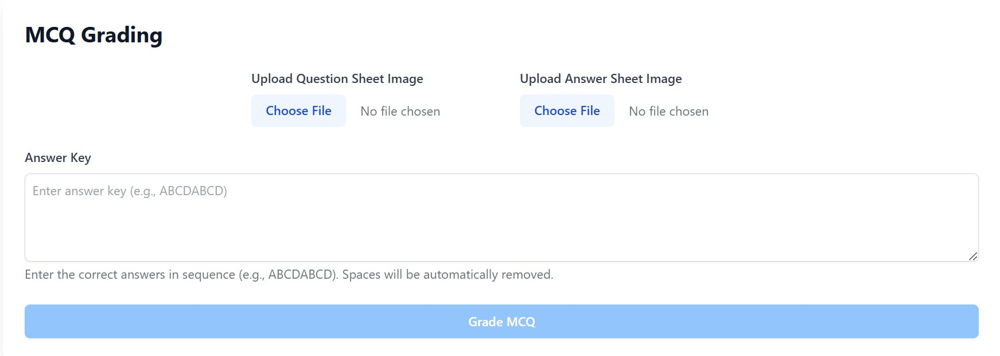 MCQ Grading
Upload Question Sheet Image
Choose File No file chosen
Upload Answer Sheet Image
Choose File No file chosen
Answer Key
Enter answer key (e.g., ABCDABCD)
Enter the correct answers in sequence (e.g., ABCDABCD). Spaces will be automatically removed.
Grade MCQ